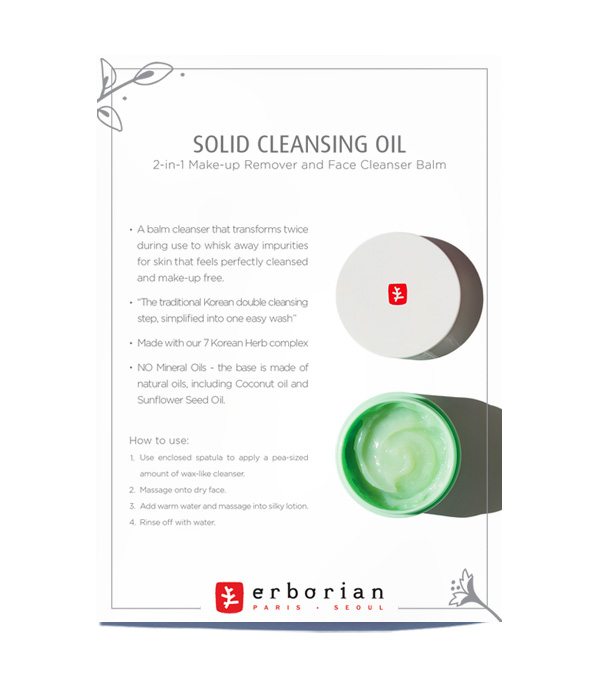 SOLID CLEANSING OIL
2-in-1 Make-up Remover and Face Cleanser Balm
• A balm cleanser that transforms twice
during use to whisk away impurities
for skin that feels perfectly cleansed
and make-up free.
• "The traditional Korean double cleansing
step, simplified into one easy wash"
• Made with our 7 Korean Herb complex
• NO Mineral Oils - the base is made of
natural oils, including Coconut oil and
Sunflower Seed Oil.
How to use:
1. Use enclosed spatula to apply a pea-sized
amount of wax-like cleanser.
2. Massage onto dry face.
3. Add warm water and massage into silky lotion.
4. Rinse off with water.
erborian
PARIS • SEOUL